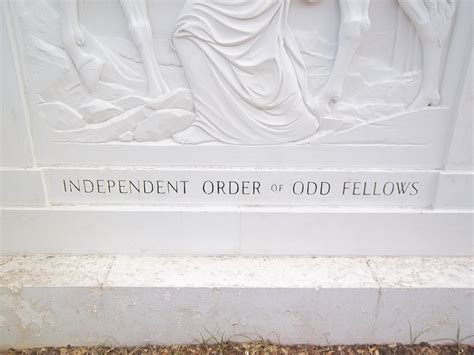 INDEPENDENT ORDER OF ODD FELLOWS